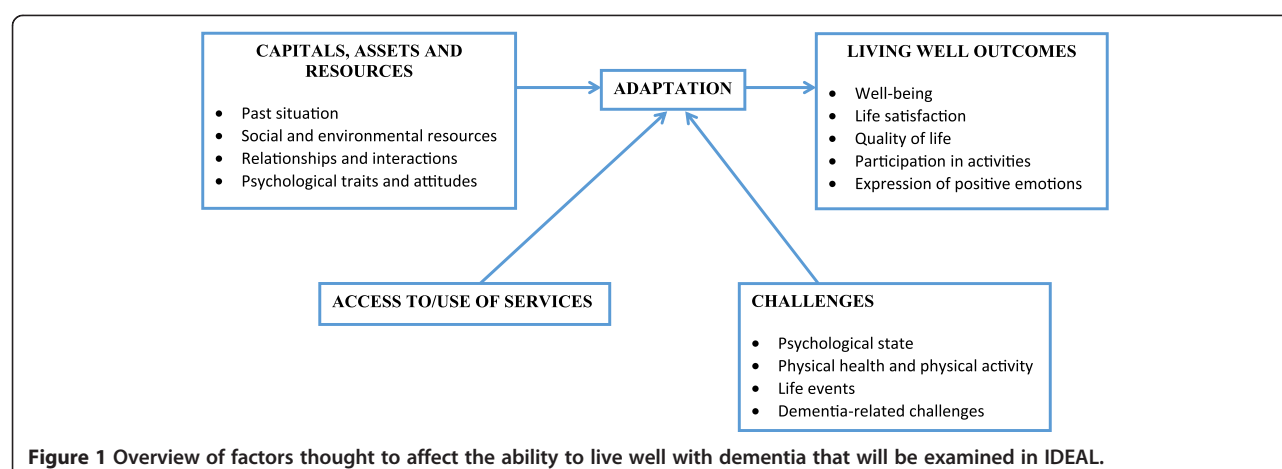 CAPITALS, ASSETS AND
RESOURCES
• Past situation
• Social and environmental resources
• Relationships and interactions
• Psychological traits and attitudes
ADAPTATION
LIVING WELL OUTCOMES
• Well-being
• Life satisfaction
• Quality of life
• Participation in activities
• Expression of positive emotions
ACCESS TO/USE OF SERVICES
CHALLENGES
• Psychological state
• Physical health and physical activity
• Life events
• Dementia-related challenges
Figure 1 Overview of factors thought to affect the ability to live well with dementia that will be examined in IDEAL.